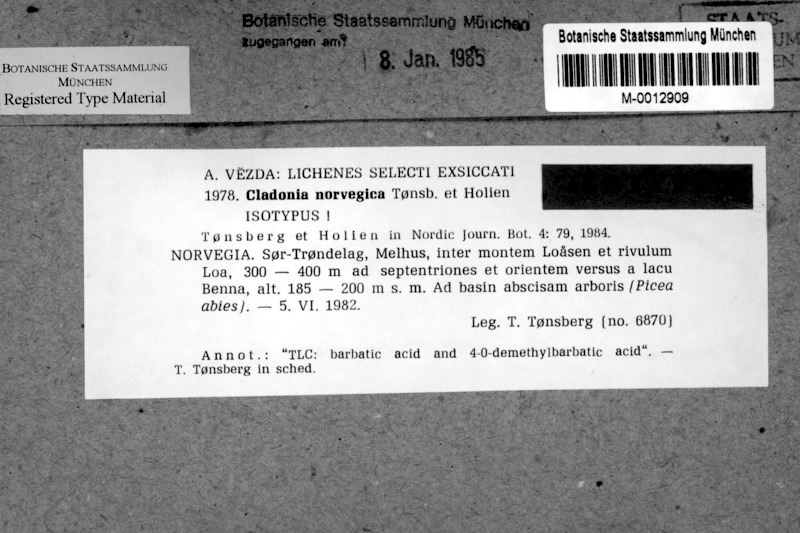 Botanische Staatssammlung München
zugegangen am:
8. Jan. 1985
STAATS-
BOTANISCHE STAATSSAMMLUNG
MÜNCHEN
Registered Type Material
Botanische Staatssammlung München
M-0012909
A. VĚZDA: LICHENES SELECTI EXSICCATI
1978. Cladonia norvegica Tønsb. et Holien
ISOTYPUS !
Tønsberg et Holien in Nordic Journ. Bot. 4: 79, 1984.
NORVEGIA. Sør-Trøndelag, Melhus, inter montem Loåsen et rivulum
Loa, 300 — 400 m ad septentriones et orientem versus a lacu
Benna, alt. 185 — 200 m s. m. Ad basin abscisam arboris (Picea
abies). — 5. VI. 1982.
Leg. T. Tønsberg (no. 6870)
Annot.: "TLC: barbatic acid and 4-0-demethylbarbatic acid". —
T. Tønsberg in sched.